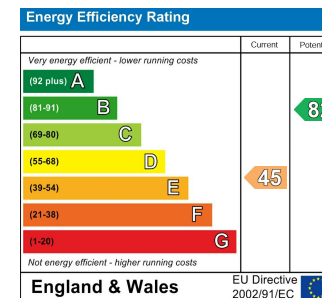 Energy Efficiency Rating
Current
Very energy efficient - lower running costs
(92 plus) A
(81-91) B
(69-80) C
(55-68) D
(39-54) E
45
(21-38) F
(1-20) G
Not energy efficient - higher running costs
England & Wales
EU Directive
2002/91/EC